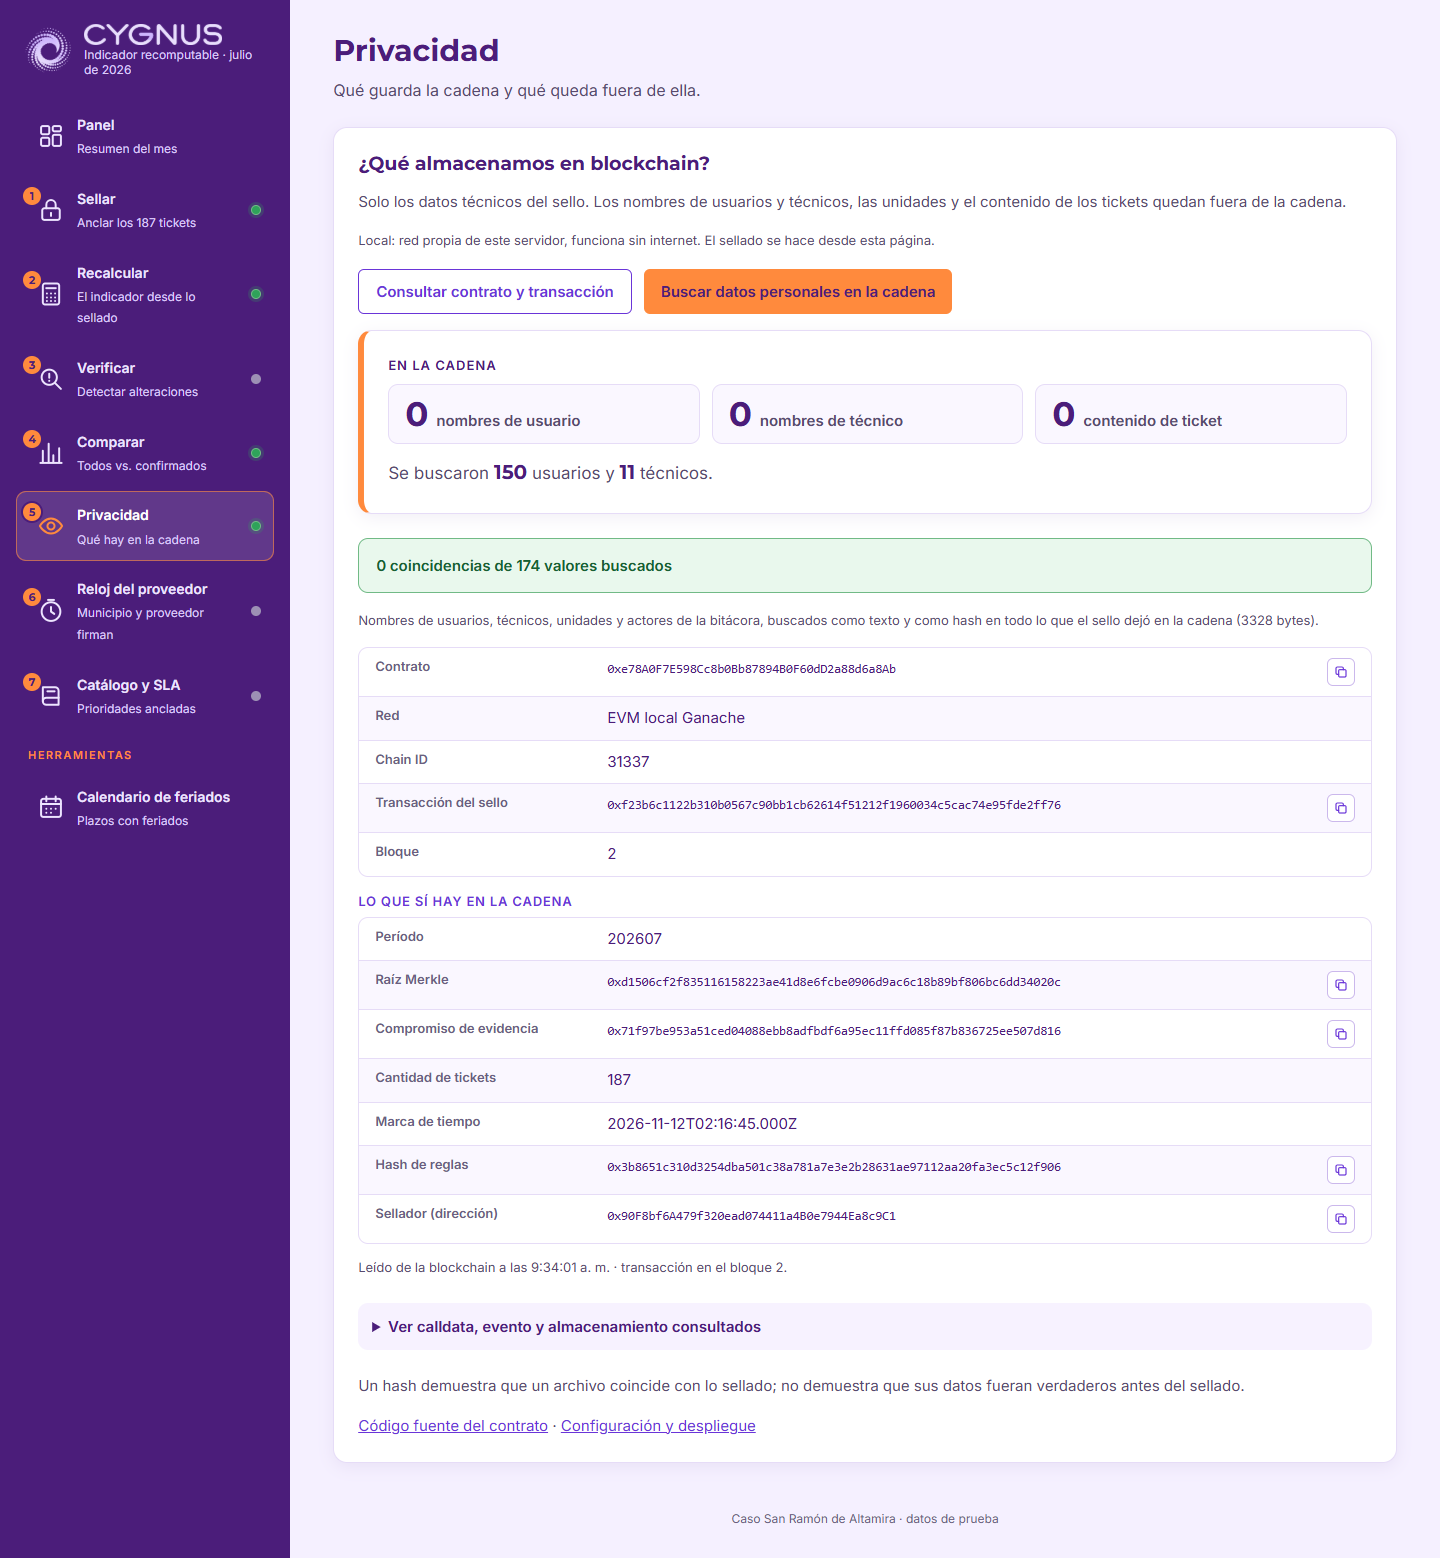 CYGNUS
Indicador recomputable · julio
de 2026
Panel
Resumen del mes
1
Sellar
Anclar los 187 tickets
2
Recalcular
El indicador desde lo
sellado
3
Verificar
Detectar alteraciones
4
Comparar
Todos vs. confirmados
5
Privacidad
Qué hay en la cadena
6
Reloj del proveedor
Municipio y proveedor
firman
7
Catálogo y SLA
Prioridades ancladas
HERRAMIENTAS
Calendario de feriados
Plazos con feriados
Privacidad
Qué guarda la cadena y qué queda fuera de ella.
¿Qué almacenamos en blockchain?
Solo los datos técnicos del sello. Los nombres de usuarios y técnicos, las unidades y el contenido de los tickets quedan fuera de la cadena.
Local: red propia de este servidor, funciona sin internet. El sellado se hace desde esta página.
Consultar contrato y transacción
Buscar datos personales en la cadena
EN LA CADENA
0 nombres de usuario
0 nombres de técnico
0 contenido de ticket
Se buscaron 150 usuarios y 11 técnicos.
0 coincidencias de 174 valores buscados
Nombres de usuarios, técnicos, unidades y actores de la bitácora, buscados como texto y como hash en todo lo que el sello dejó en la cadena (3328 bytes).
Contrato 0xe78A0F7E598Cc8b0Bb87894B0F60dD2a88d6a8Ab
Red EVM local Ganache
Chain ID 31337
Transacción del sello 0xf23b6c1122b310b0567c90bb1cb62614f51212f1960034c5cac74e95fde2ff76
Bloque 2
LO QUE SÍ HAY EN LA CADENA
Período 202607
Raíz Merkle 0xd1506cf2f835116158223ae41d8e6fcbe0906d9ac6c18b89bf806bc6dd34020c
Compromiso de evidencia 0x71f97be953a51ced04088ebb8adfbdf6a95ec11ffd085f87b836725ee507d816
Cantidad de tickets 187
Marca de tiempo 2026-11-12T02:16:45.000Z
Hash de reglas 0x3b8651c310d3254dba501c38a781a7e3e2b28631ae97112aa20fa3ec5c12f906
Sellador (dirección) 0x90F8bf6A479f320ead074411a4B0e7944Ea8c9C1
Leído de la blockchain a las 9:34:01 a. m. · transacción en el bloque 2.
Ver calldata, evento y almacenamiento consultados
Un hash demuestra que un archivo coincide con lo sellado; no demuestra que sus datos fueran verdaderos antes del sellado.
Código fuente del contrato · Configuración y despliegue
Caso San Ramón de Altamira · datos de prueba